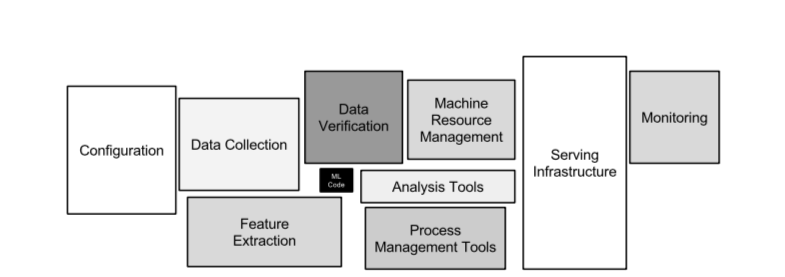 Configuration
Data Collection
Data
Verification
Machine
Resource
Management
Serving
Infrastructure
Monitoring
ML
Code
Analysis Tools
Feature
Extraction
Process
Management Tools